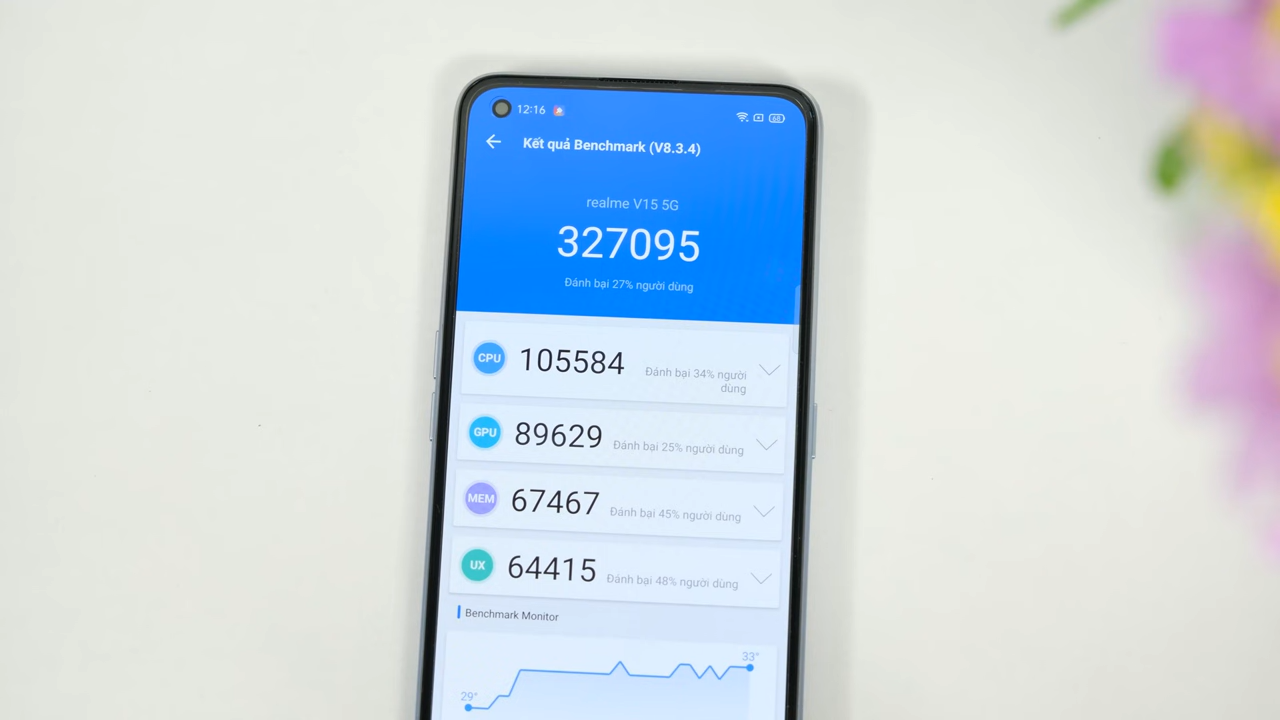 12:16
68
Kết quả Benchmark (V8.3.4)
realme V15 5G
327095
Đánh bại 27% người dùng
CPU 105584 Đánh bại 34% người
dùng
GPU 89629 Đánh bại 25% người dùng
MEM 67467 Đánh bại 45% người dùng
UX 64415 Đánh bại 48% người dùng
Benchmark Monitor
33°
29°